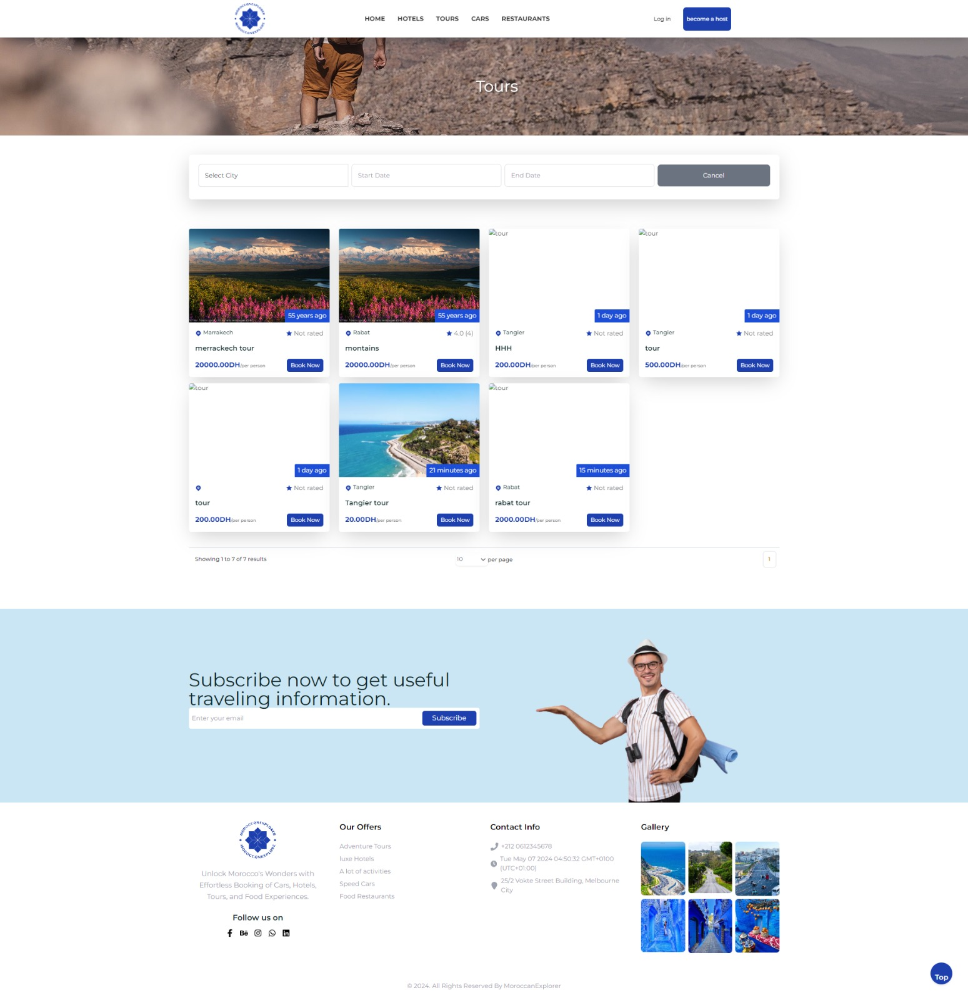 MOROCCONEXPLORER
MOROCCONEXPLORE
HOME HOTELS TOURS CARS RESTAURANTS
Log in
become a host
Tours
Select City
Start Date
End Date
Cancel
55 years ago
Marrakech
Not rated
merrackech tour
20000.00DH/per person
Book Now
55 years ago
Rabat
4.0 (4)
montains
20000.00DH/per person
Book Now
tour
1 day ago
Tangier
Not rated
HHH
200.00DH/per person
Book Now
tour
1 day ago
Tangier
Not rated
tour
500.00DH/per person
Book Now
tour
1 day ago
Not rated
tour
200.00DH/per person
Book Now
21 minutes ago
Tangier
Not rated
Tangier tour
20.00DH/per person
Book Now
tour
15 minutes ago
Rabat
Not rated
rabat tour
2000.00DH/per person
Book Now
Showing 1 to 7 of 7 results
10 per page
1
Subscribe now to get useful
traveling information.
Enter your email
Subscribe
MOROCCONEXPLORER
MOROCCONEXPLORE
Unlock Morocco's Wonders with
Effortless Booking of Cars, Hotels,
Tours, and Food Experiences.
Follow us on
Bē
Our Offers
Adventure Tours
luxe Hotels
A lot of activities
Speed Cars
Food Restaurants
Contact Info
+212 0612345678
Tue May 07 2024 04:50:32 GMT+0100
(UTC+01:00)
25/2 Vokte Street Building, Melbourne
City
Gallery
Top
© 2024. All Rights Reserved By MoroccanExplorer